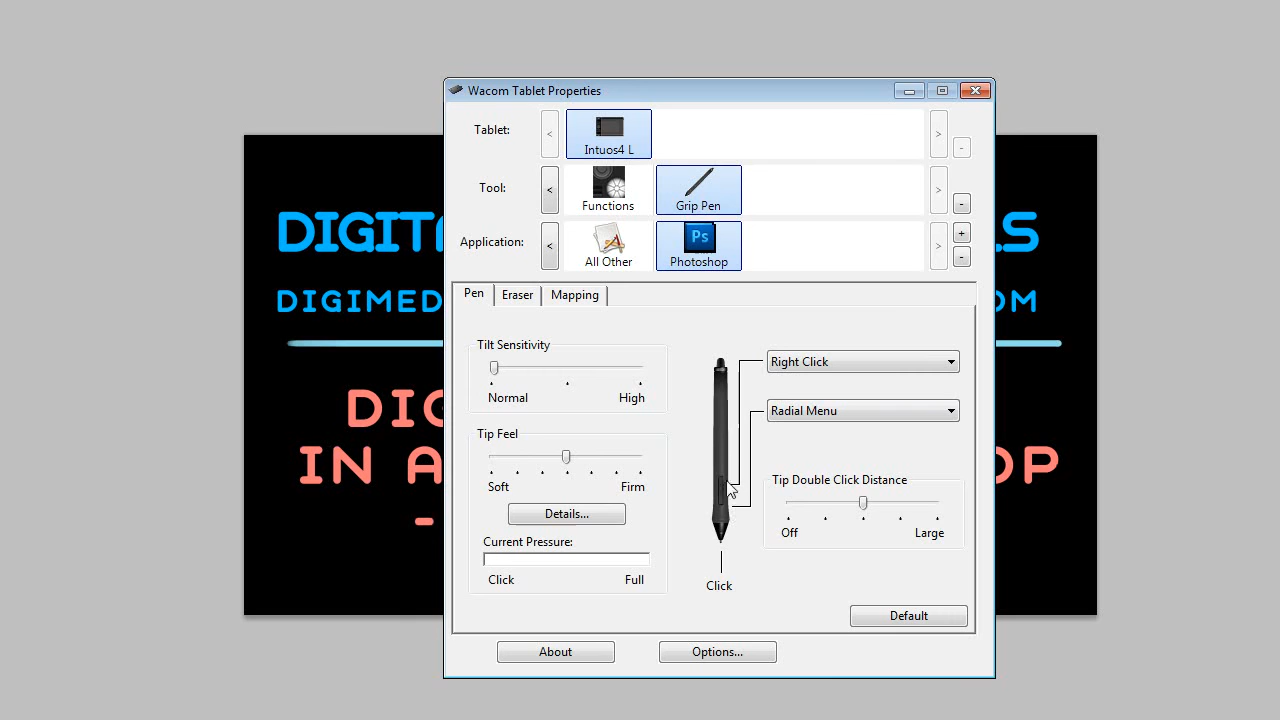 Wacom Tablet Properties
Tablet:
Intuos4 L
Tool:
Functions
Grip Pen
Application:
All Other
Ps
Photoshop
Pen
Eraser
Mapping
Tilt Sensitivity
Normal
High
Tip Feel
Soft
Firm
Details...
Current Pressure:
Click
Full
Right Click
Radial Menu
Tip Double Click Distance
Off
Large
Click
Default
About
Options...
DIGITA
LS
DIGIMED
OM
DIG
IN A
OP
-